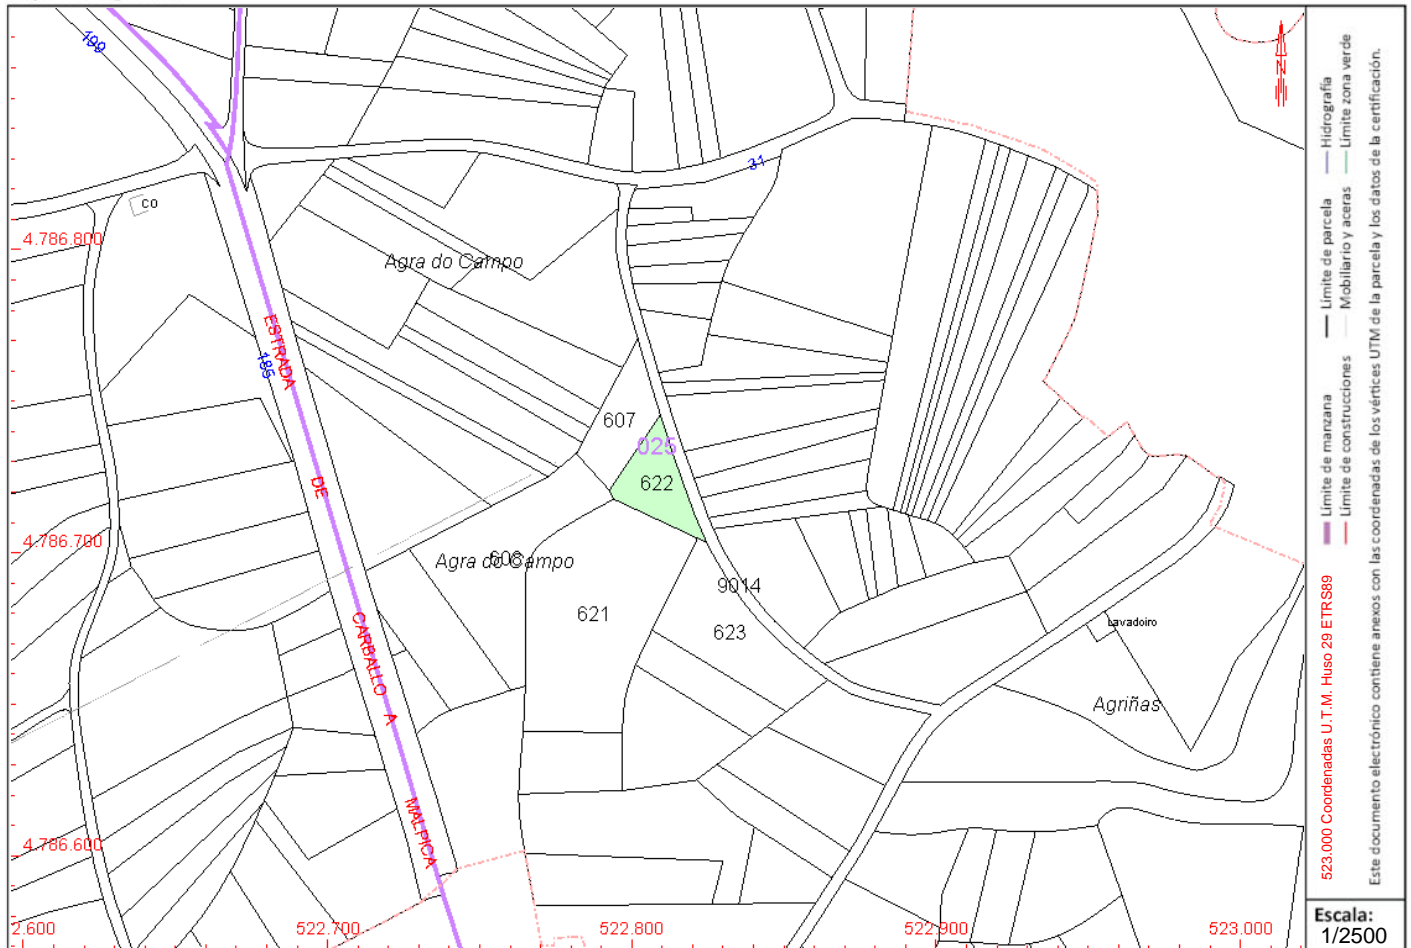 199
CO
31
4.786.800
Agra do Campo
ESTRADA
185
607
025
622
DE
4.786.700
Agra do Campo
608
9014
621
623
Lavadoiro
CARBALLO A
Agriñas
MALPICA
4.786.600
2.600
522.700
522.800
522.900
523.000
N
Límite de manzana
Límite de parcela
Hidrografía
Límite de construcciones
Mobiliario y aceras
Límite zona verde
523.000 Coordenadas U.T.M. Huso 29 ETRS89
Este documento electrónico contiene anexos con las coordenadas de los vértices UTM de la parcela y los datos de la certificación.
Escala:
1/2500